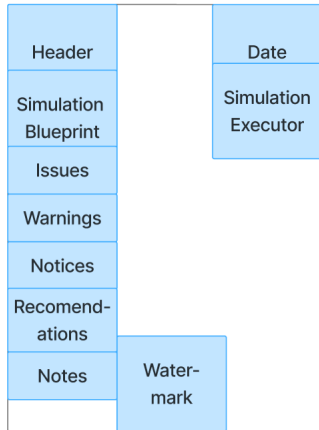 Header
Date
Simulation
Blueprint
Simulation
Executor
Issues
Warnings
Notices
Recomend-
ations
Notes
Water-
mark